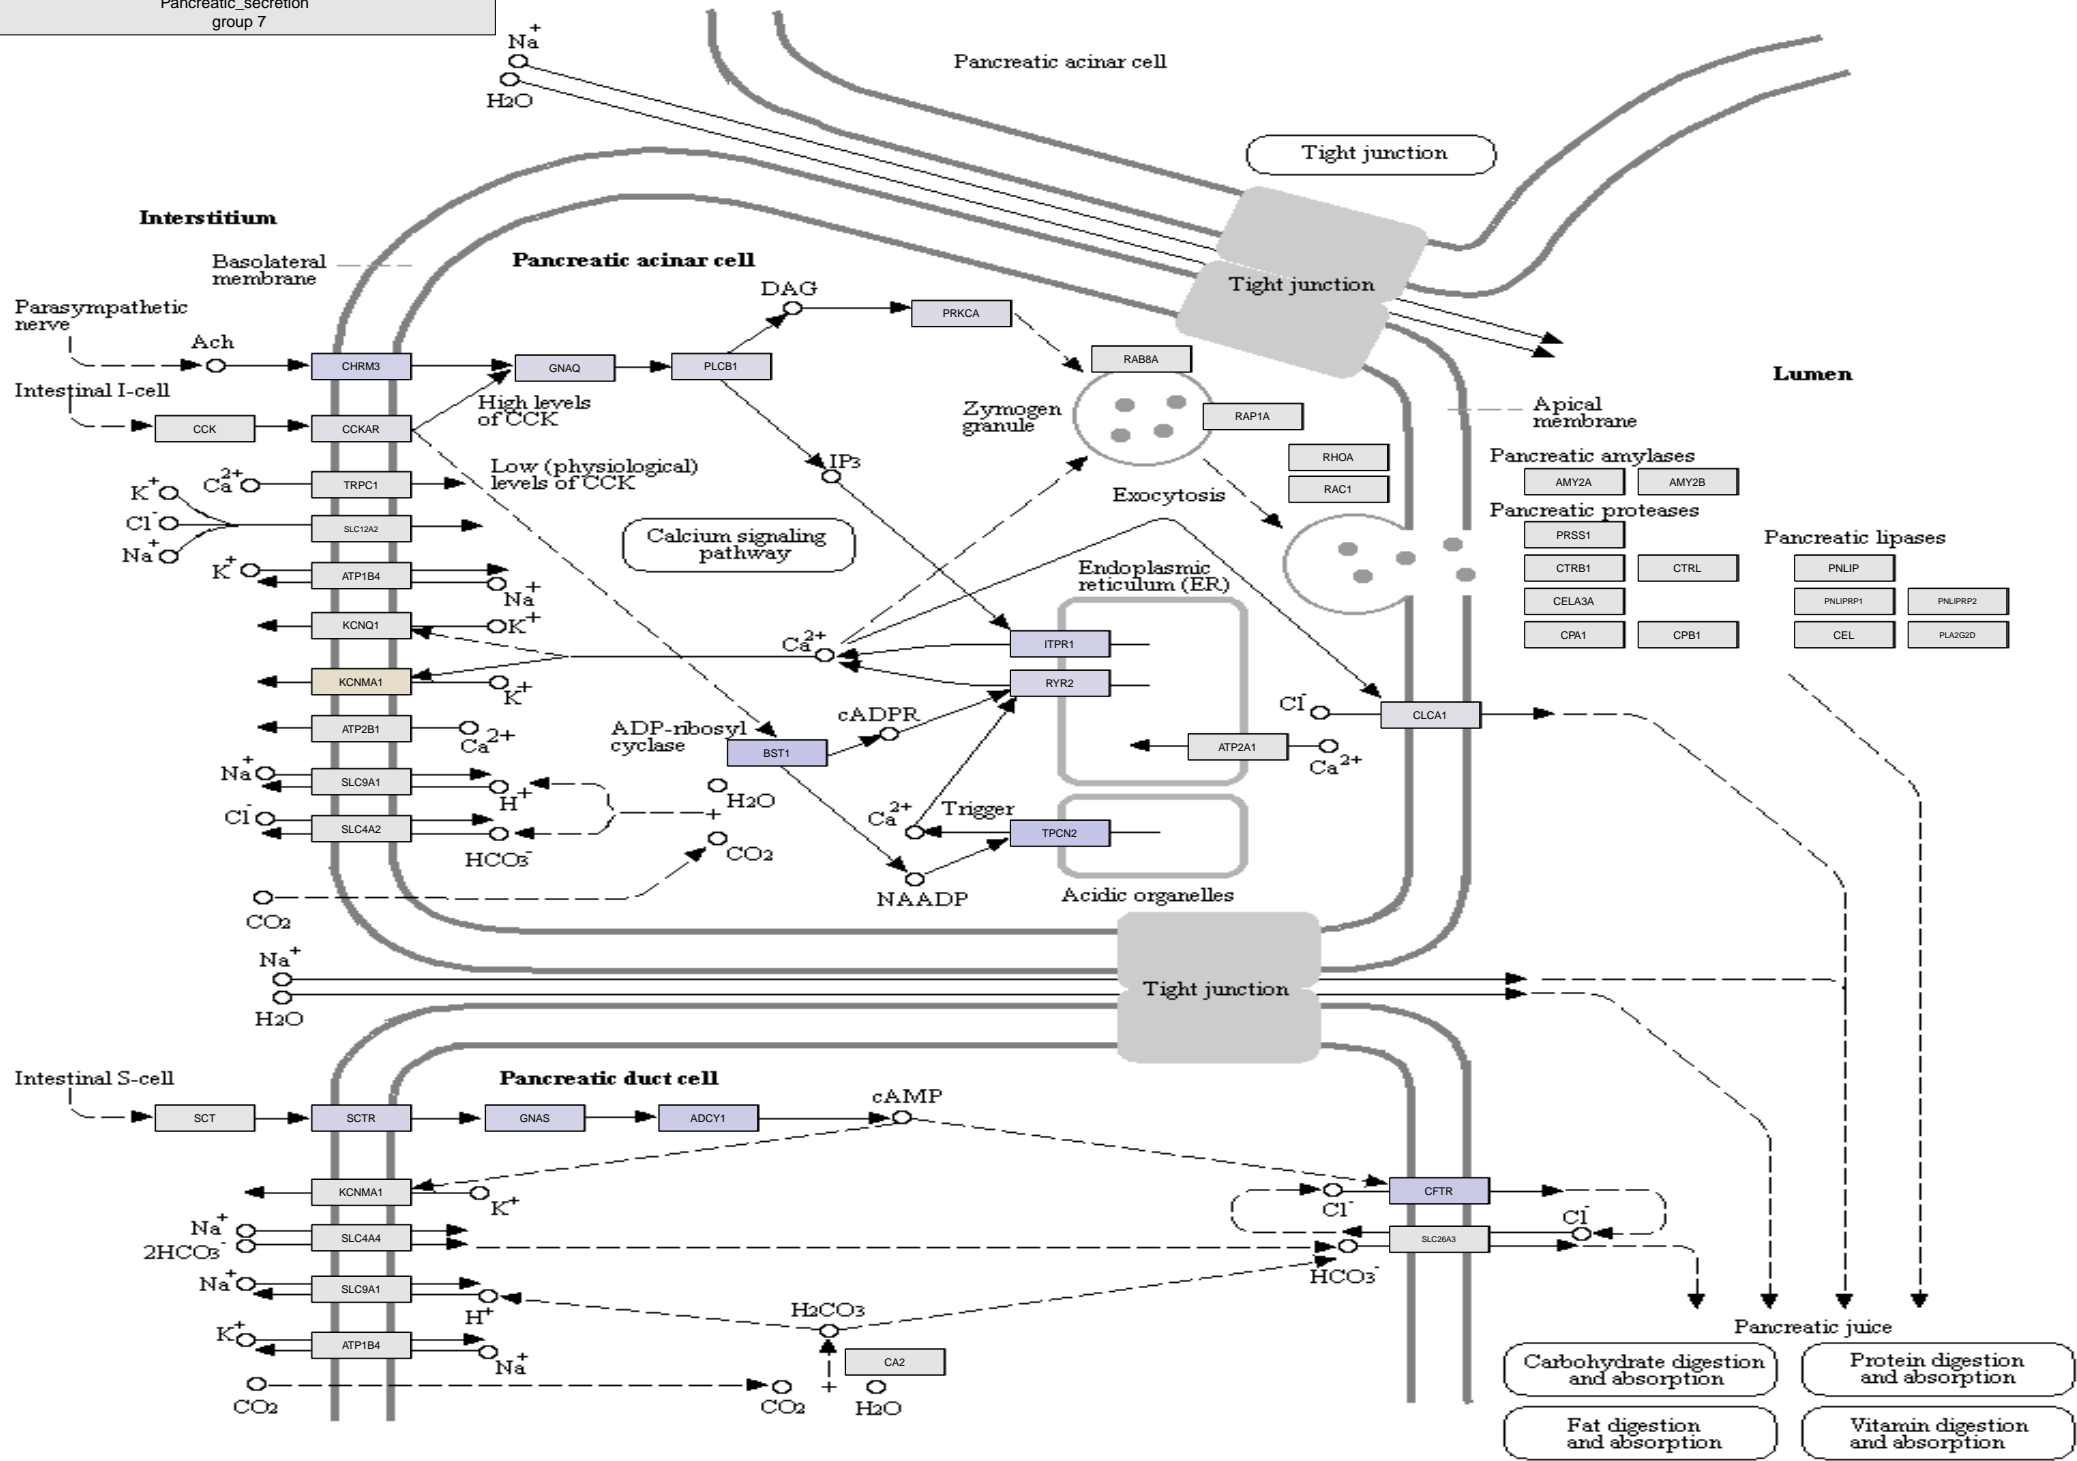 Pancreatic_secretion
group 7
Na+
H2O
Pancreatic acinar cell
Tight junction
Interstitium
Basolateral
membrane
Pancreatic acinar cell
Tight junction
Parasympathetic
nerve
Ach
DAG
PRKCA
CHRM3
GNAQ
PLCB1
RAB8A
Lumen
Intestinal I-cell
High levels
of CCK
CCK
CCKAR
Zymogen
granule
RAP1A
Apical
membrane
Low (physiological)
levels of CCK
IP3
RHOA
RAC1
Exocytosis
K+
Ca2+
TRPC1
Cl-
SLC12A2
Na+
Calcium signaling
pathway
Pancreatic amylases
AMY2A
AMY2B
Pancreatic proteases
PRSS1
CTRB1
CTRL
CELA3A
CPA1
CPB1
Pancreatic lipases
PNLIP
PNLIPRP1
PNLIPRP2
CEL
PLA2G2D
K+
ATP1B4
Na+
Endoplasmic
reticulum (ER)
KCNQ1
K+
Ca2+
ITPR1
KCNMA1
K+
RYR2
ATP2B1
Ca2+
ADP-ribosyl
cyclase
cADPR
BST1
Cl-
CLCA1
ATP2A1
Ca2+
Na+
SLC9A1
H+
H2O
+
Cl-
SLC4A2
HCO3-
CO2
Ca2+
Trigger
TPCN2
NAADP
Acidic organelles
CO2
Na+
H2O
Tight junction
Intestinal S-cell
Pancreatic duct cell
cAMP
SCT
SCTR
GNAS
ADCY1
KCNMA1
K+
Cl-
CFTR
Na+
2HCO3-
SLC4A4
Cl-
SLC26A3
HCO3-
Na+
SLC9A1
H+
H2CO3
K+
ATP1B4
Na+
CA2
CO2
CO2
+
H2O
Pancreatic juice
Carbohydrate digestion
and absorption
Protein digestion
and absorption
Fat digestion
and absorption
Vitamin digestion
and absorption